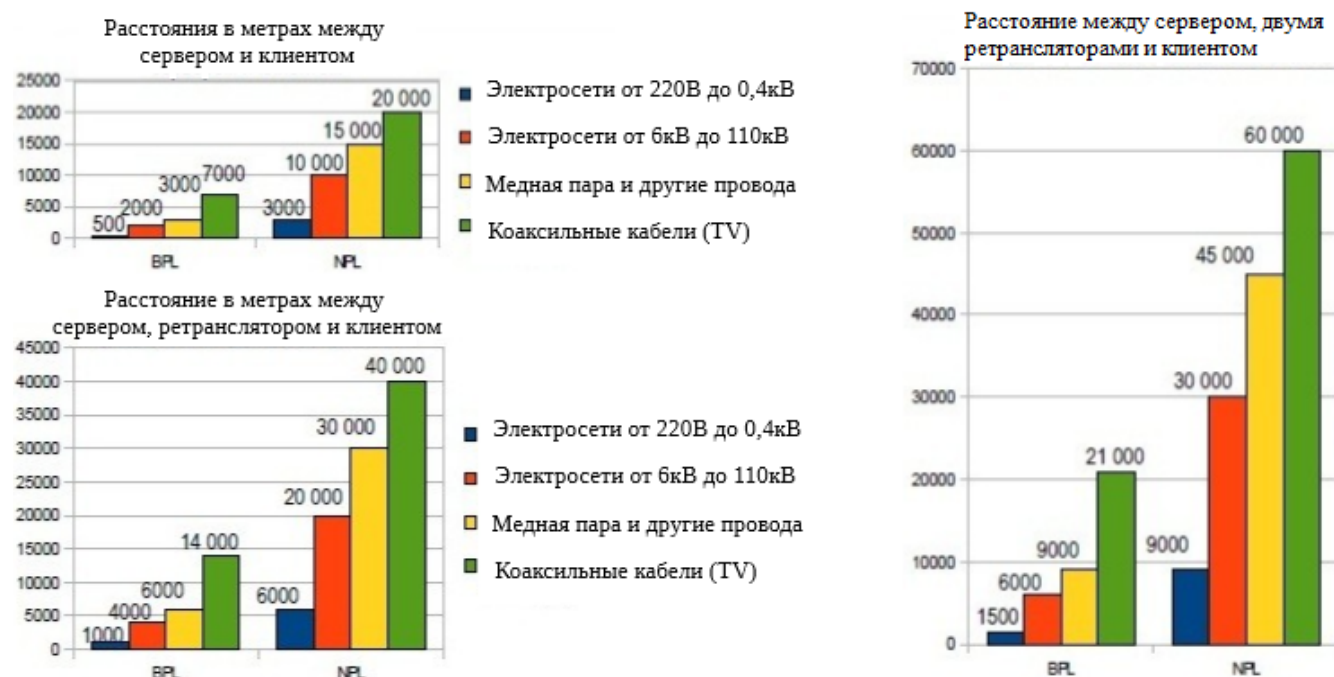 Расстояния в метрах между
сервером и клиентом
25000
20000
15000
10000
5000
0
500
2000
3000
7000
3000
10 000
15 000
20 000
BPL
NPL
Электросети от 220В до 0,4кВ
Электросети от 6кВ до 110кВ
Медная пара и другие провода
Коаксильные кабели (TV)
Расстояние в метрах между
сервером, ретранслятором и клиентом
45000
40000
35000
30000
25000
20000
15000
10000
5000
0
1000
4000
6000
14 000
6000
20 000
30 000
40 000
BPL
NPL
Электросети от 220В до 0,4кВ
Электросети от 6кВ до 110кВ
Медная пара и другие провода
Коаксильные кабели (TV)
Расстояние между сервером, двумя
ретрансляторами и клиентом
70000
60000
50000
40000
30000
20000
10000
0
1500
6000
9000
21 000
9000
30 000
45 000
60 000
BPL
NPL